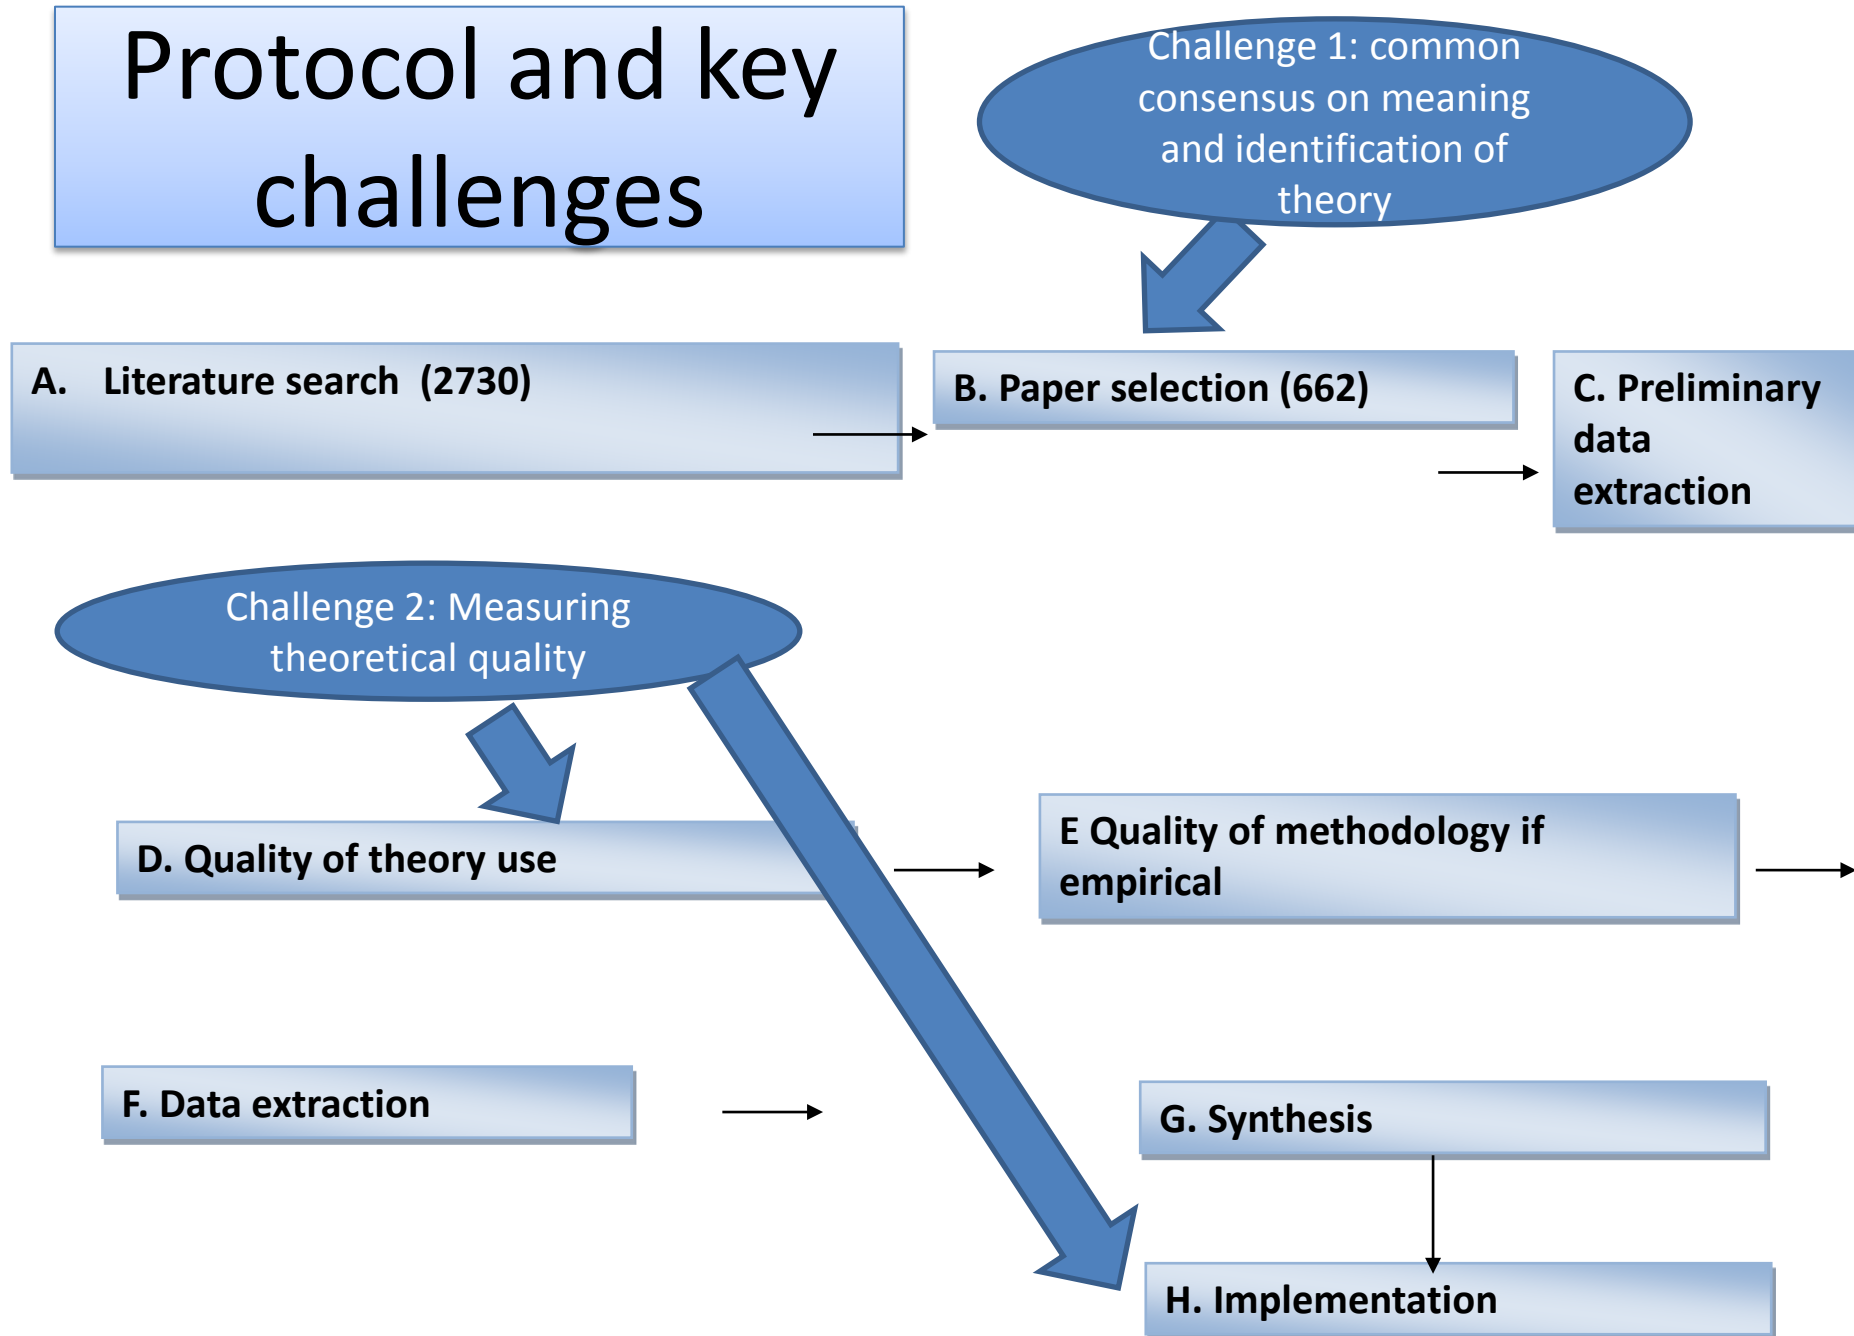 Protocol and key
challenges
Challenge 1: common
consensus on meaning
and identification of
theory
A. Literature search (2730)
B. Paper selection (662)
C. Preliminary
data
extraction
Challenge 2: Measuring
theoretical quality
D. Quality of theory use
E Quality of methodology if
empirical
F. Data extraction
G. Synthesis
H. Implementation